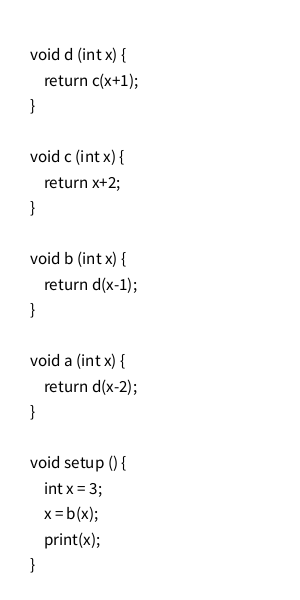 void d (int x) {
    return c(x+1);
}

void c (int x) {
    return x+2;
}

void b (int x) {
    return d(x-1);
}

void a (int x) {
    return d(x-2);
}

void setup () {
    int x = 3;
    x = b(x);
    print(x);
}